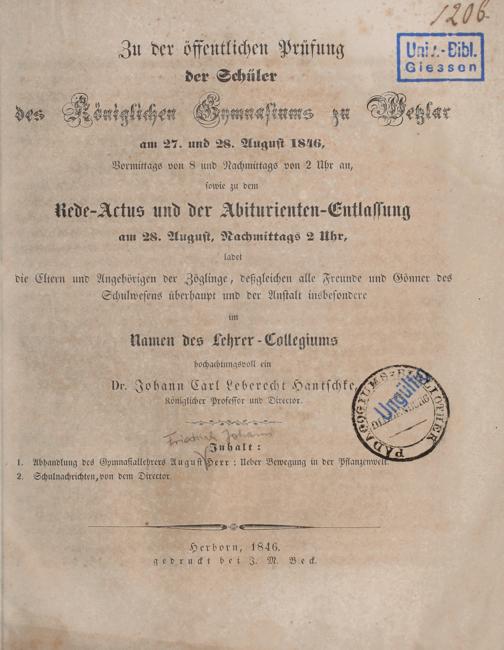 1206
Univ.-Bibl.
Giessen
Zu der öffentlichen Prüfung
der Schüler
des Königlichen Gymnasiums zu Wetzlar
am 27. und 28. August 1846,
Vormittags von 8 und Nachmittags von 2 Uhr an,
sowie zu dem
Rede-Actus und der Abiturienten-Entlassung
am 28. August, Nachmittags 2 Uhr,
ladet
die Eltern und Angehörigen der Zöglinge, deßgleichen alle Freunde und Gönner des
Schulwesens überhaupt und der Anstalt insbesondere
im
Namen des Lehrer-Collegiums
hochachtungsvoll ein
Dr. Johann Carl Leberecht Hantschke,
Königlicher Professor und Director.
PÄDAGOGIUMS-BIBLIOTHEK
DILLENBURG
Ungültig
Friedrich Johann
Inhalt:
1. Abhandlung des Gymnasiallehrers August Herr: Ueber Bewegung in der Pflanzenwelt.
2. Schulnachrichten, von dem Director.
Herborn, 1846.
gedruckt bei J. M. Beck.